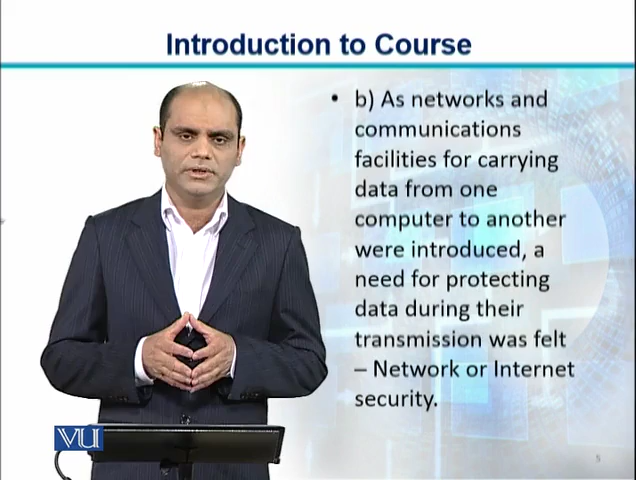 Introduction to Course
• b) As networks and
communications
facilities for carrying
data from one
computer to another
were introduced, a
need for protecting
data during their
transmission was felt
– Network or Internet
security.
VU
5